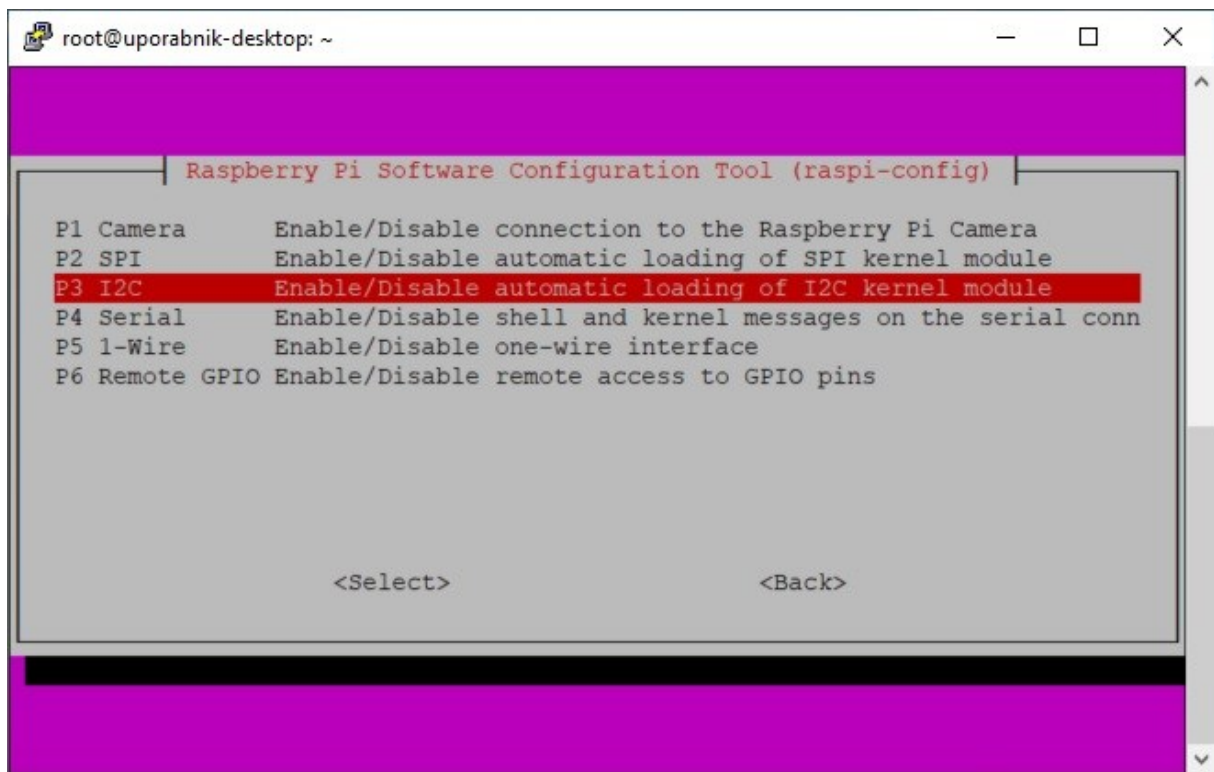 root@uporabnik-desktop: ~
Raspberry Pi Software Configuration Tool (raspi-config)
P1 Camera Enable/Disable connection to the Raspberry Pi Camera
P2 SPI Enable/Disable automatic loading of SPI kernel module
P3 I2C Enable/Disable automatic loading of I2C kernel module
P4 Serial Enable/Disable shell and kernel messages on the serial conn
P5 1-Wire Enable/Disable one-wire interface
P6 Remote GPIO Enable/Disable remote access to GPIO pins
<Select> <Back>